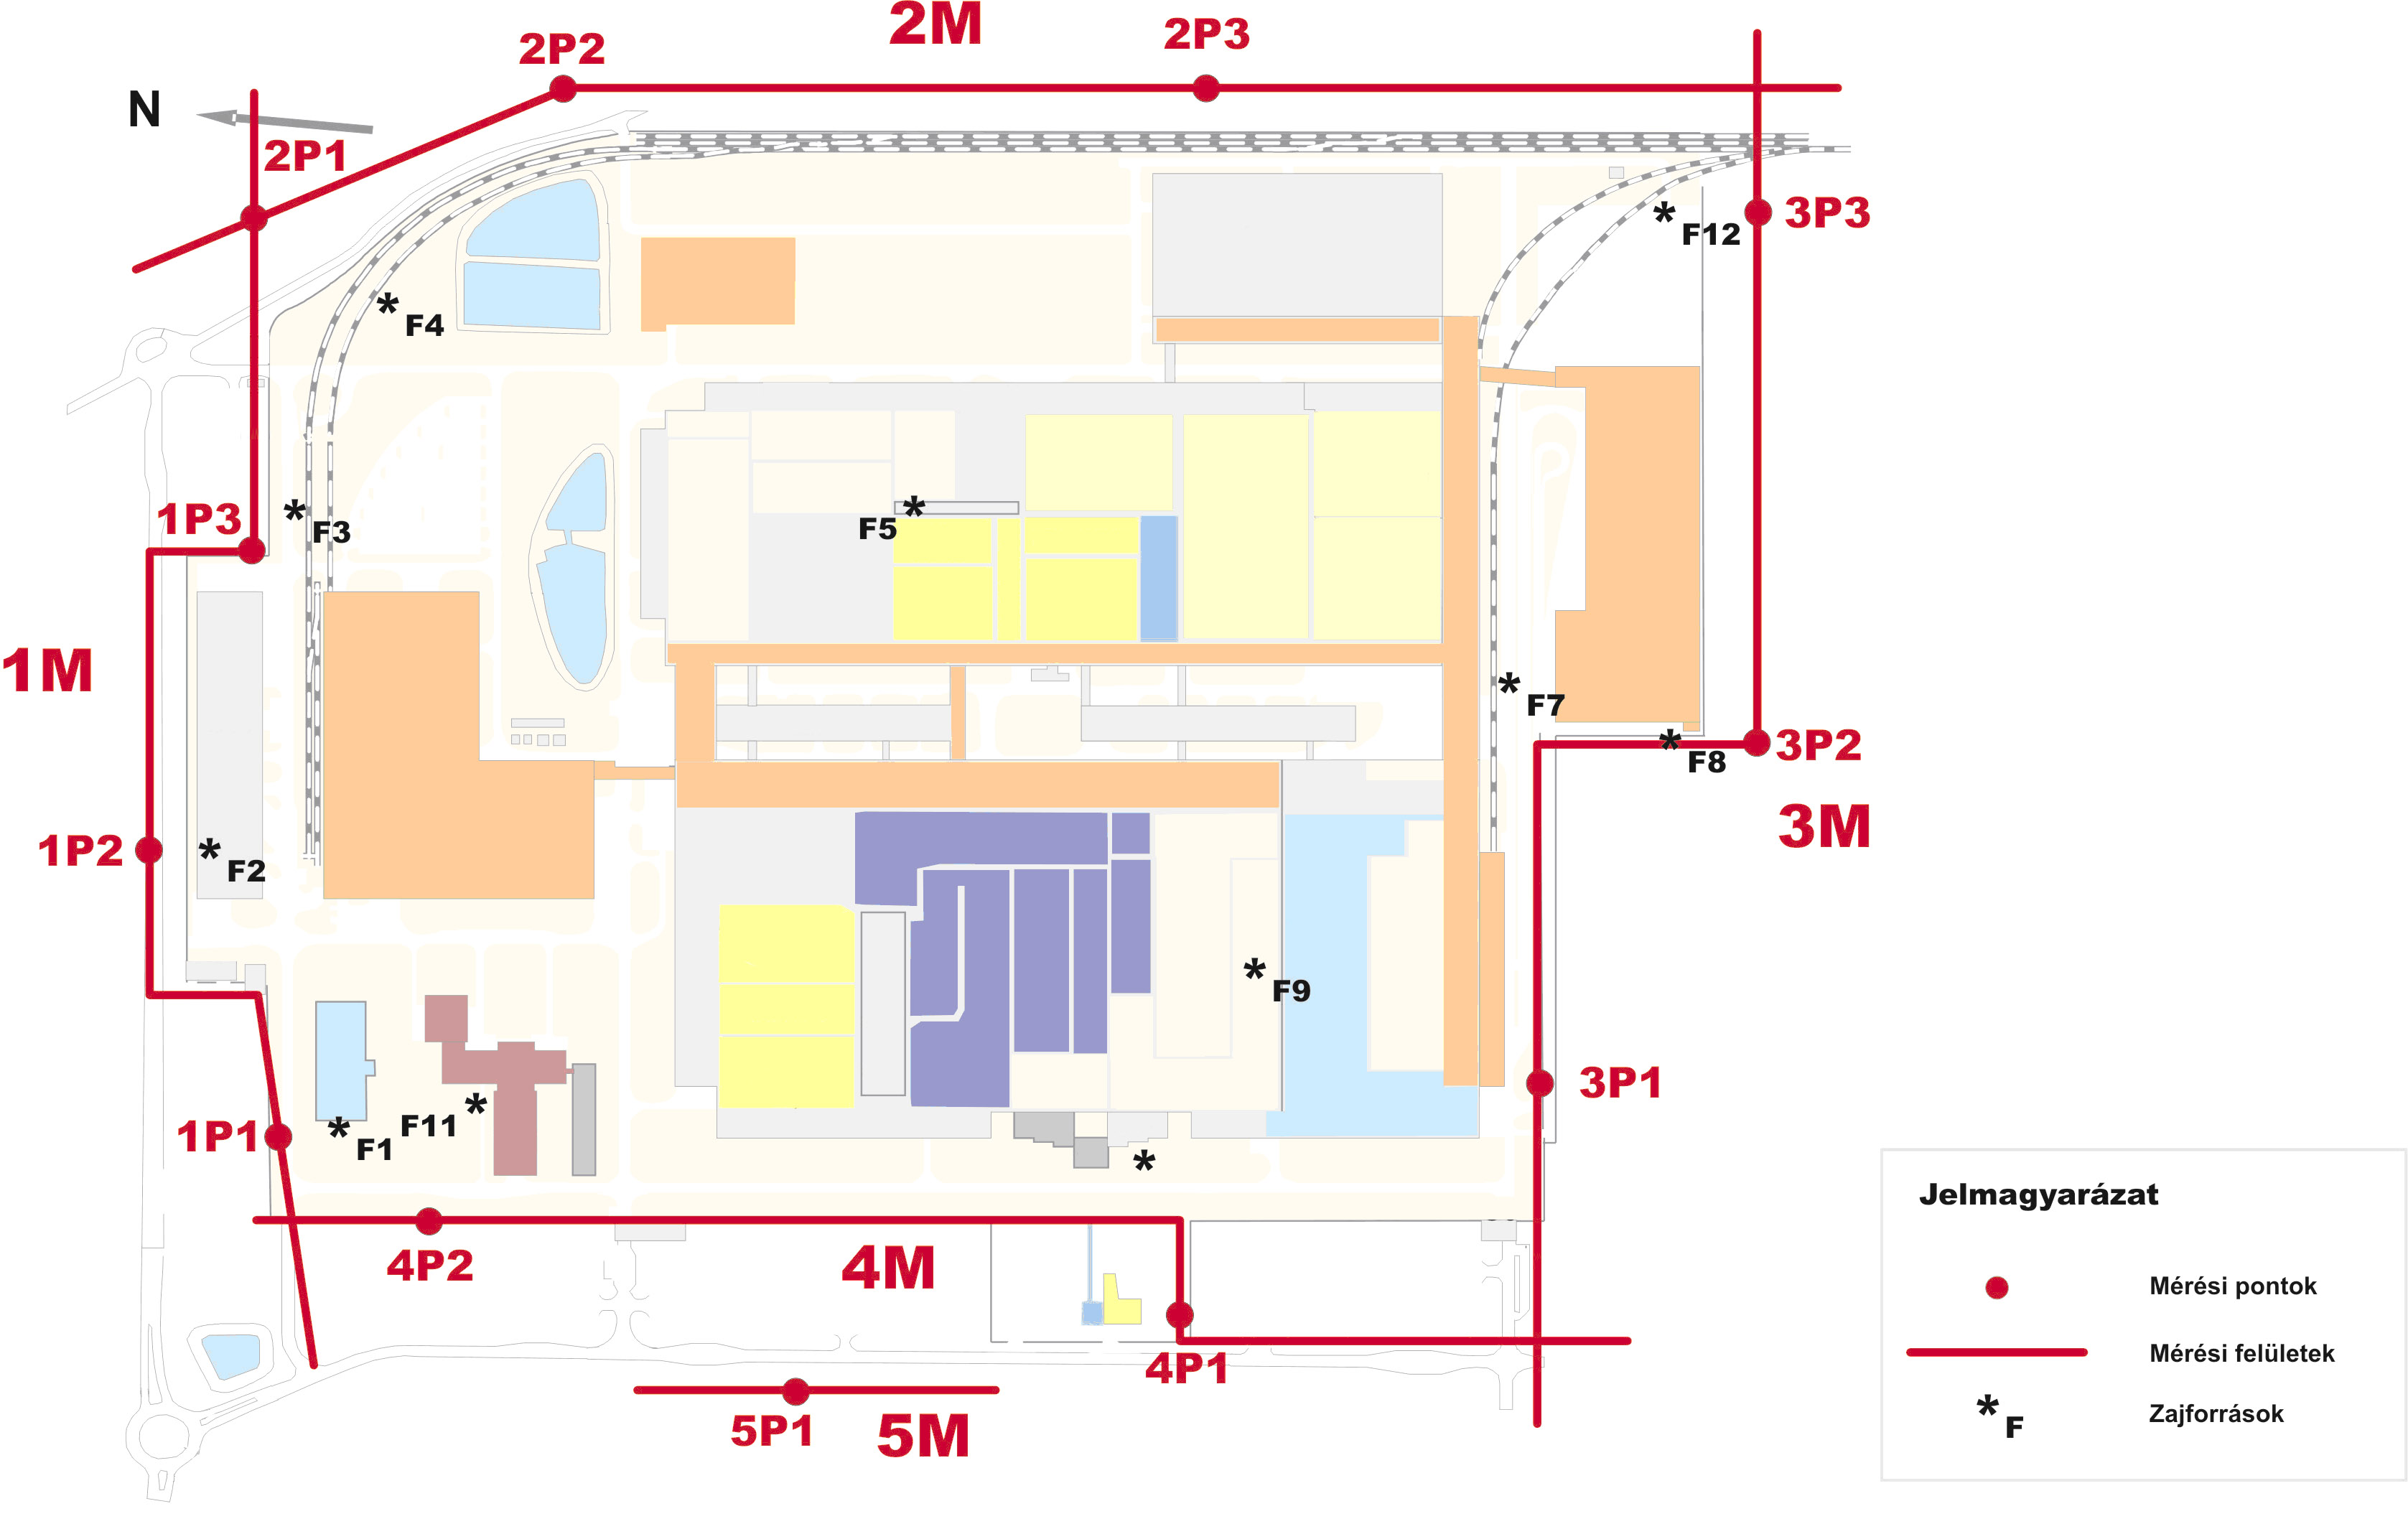 2M
2P2
2P3
N
2P1
3P3
F12
F4
1P3
F3
F5
1M
F7
3P2
F8
3M
1P2
F2
F9
3P1
1P1
F1
F11
4P2
4M
4P1
5P1
5M
Jelmagyarázat
Mérési pontok
Mérési felületek
F
Zajforrások